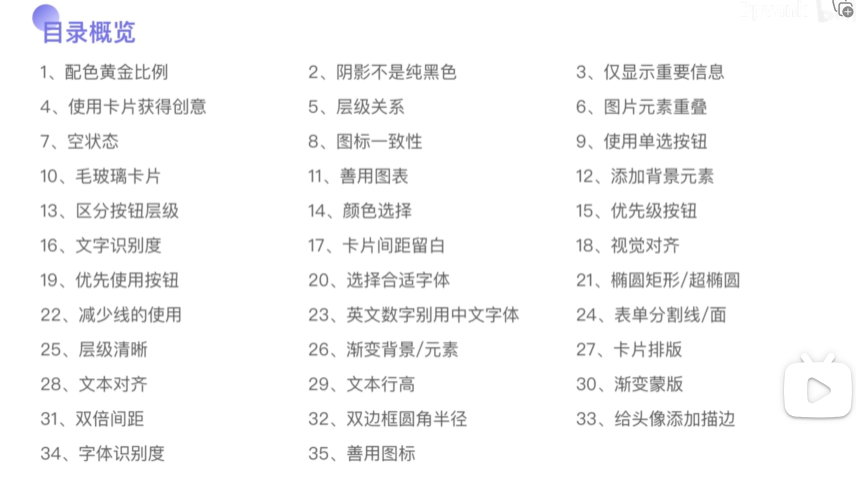 目录概览
1、配色黄金比例 2、阴影不是纯黑色 3、仅显示重要信息
4、使用卡片获得创意 5、层级关系 6、图片元素重叠
7、空状态 8、图标一致性 9、使用单选按钮
10、毛玻璃卡片 11、善用图表 12、添加背景元素
13、区分按钮层级 14、颜色选择 15、优先级按钮
16、文字识别度 17、卡片间距留白 18、视觉对齐
19、优先使用按钮 20、选择合适字体 21、椭圆矩形/超椭圆
22、减少线的使用 23、英文数字别用中文字体 24、表单分割线/面
25、层级清晰 26、渐变背景/元素 27、卡片排版
28、文本对齐 29、文本行高 30、渐变蒙版
31、双倍间距 32、双边框圆角半径 33、给头像添加描边
34、字体识别度 35、善用图标